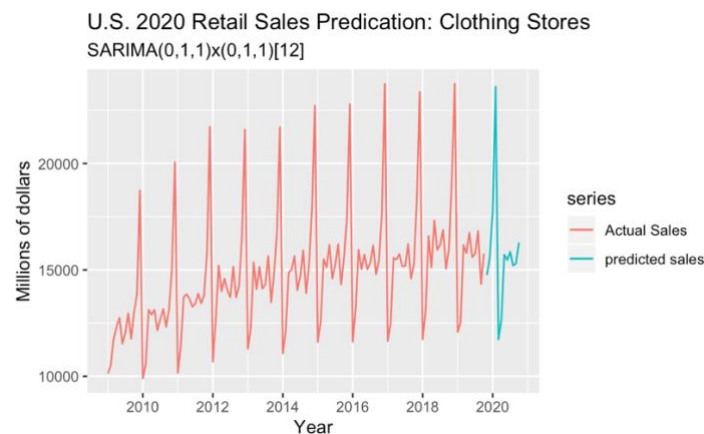 U.S. 2020 Retail Sales Predication: Clothing Stores
SARIMA(0,1,1)x(0,1,1)[12]
Millions of dollars
20000
15000
10000
2010
2012
2014
2016
2018
2020
Year
series
Actual Sales
predicted sales